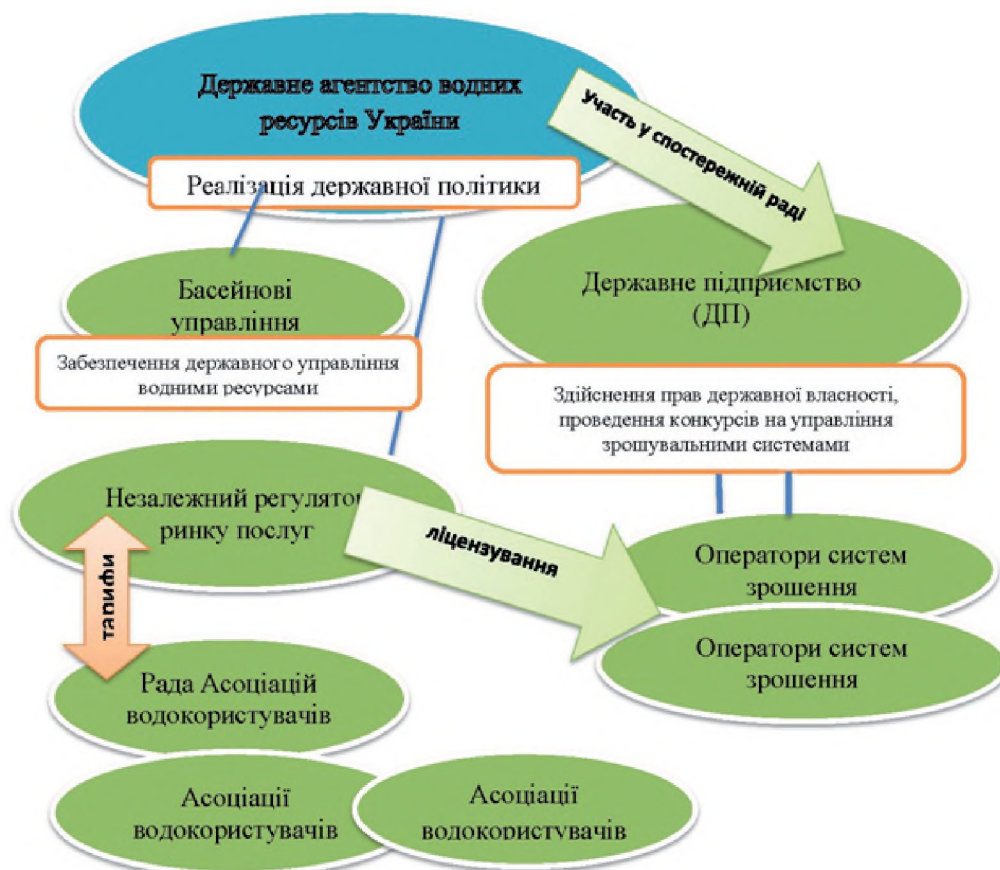 Державне агентство водних
ресурсів України
Реалізація державної політики
Участь у спостережній раді
Басейнові
управління
Забезпечення державного управління
водними ресурсами
Державне підприємство
(ДП)
Здійснення прав державної власності,
проведення конкурсів на управління
зрошувальними системами
Незалежний регулятор
ринку послуг
ліцензування
тарифи
Оператори систем
зрошення
Оператори систем
зрошення
Рада Асоціацій
водокористувачів
Асоціації
водокористувачів
Асоціації
водокористувачів